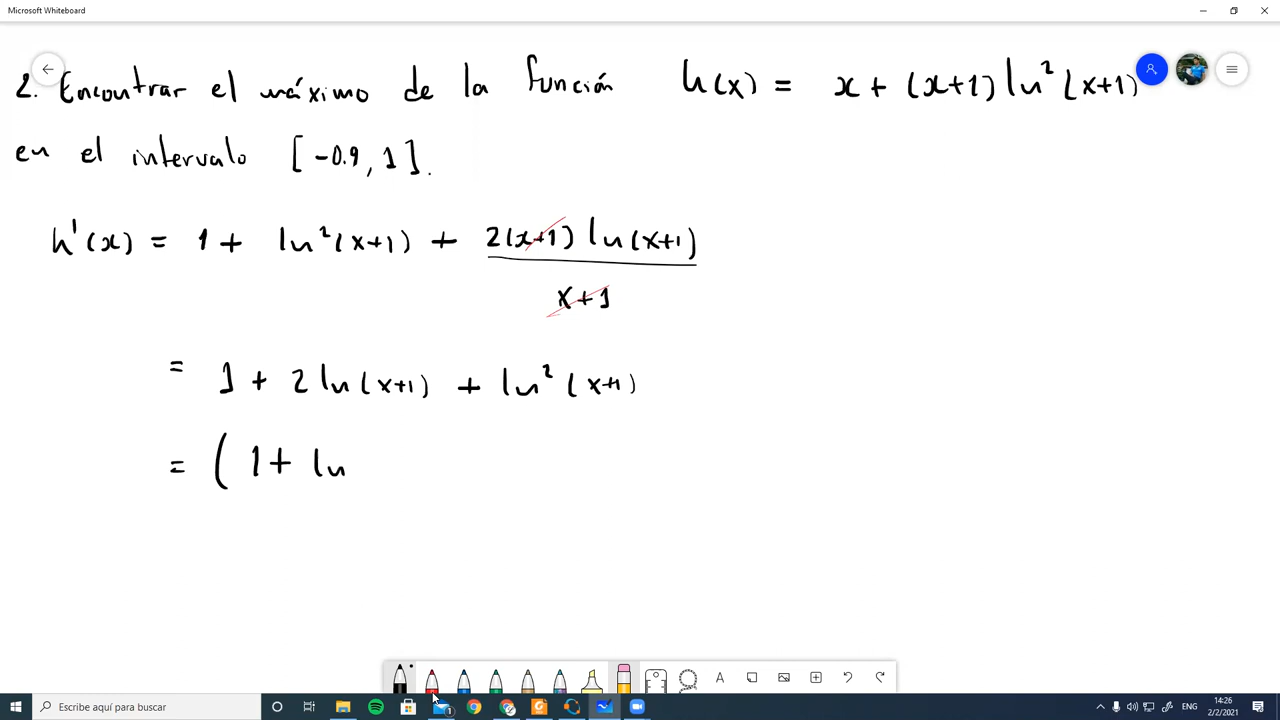 Microsoft Whiteboard
2. Encontrar el máximo de la función h(x) = x + (x+1) ln²(x+1)
en el intervalo [-0.9, 1].
h'(x) = 1 + ln²(x+1) + 2(x+1) ln(x+1)
x+1
= 1 + 2 ln(x+1) + ln²(x+1)
= ( 1 + ln
Escribe aquí para buscar
ENG
14:26
2/2/2021